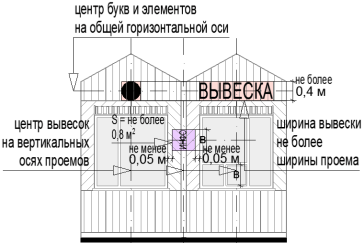 центр букв и элементов
на общей горизонтальной оси
ВЫВЕСКА
не более
0,4 м
S = не более
0,8 м²
центр вывесок
на вертикальных
осях проемов
не менее
0,05 м
инф
В
не менее
0,05 м
В
ширина вывески
не более
ширины проема